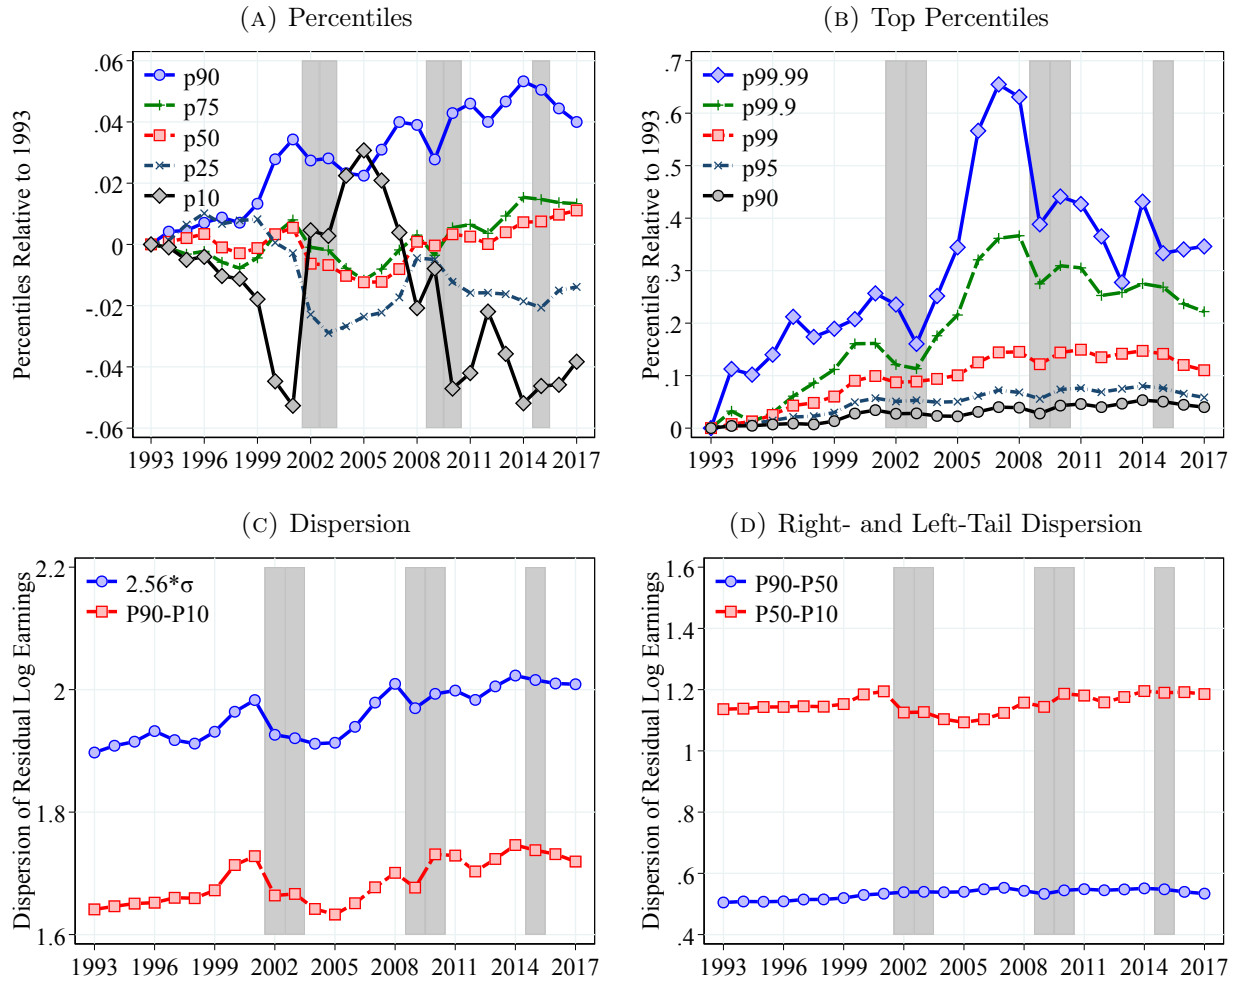 (A) Percentiles
Percentiles Relative to 1993
.06
.04
.02
0
-.02
-.04
-.06
p90
p75
p50
p25
p10
1993 1996 1999 2002 2005 2008 2011 2014 2017
(B) Top Percentiles
Percentiles Relative to 1993
.7
.6
.5
.4
.3
.2
.1
0
p99.99
p99.9
p99
p95
p90
1993 1996 1999 2002 2005 2008 2011 2014 2017
(C) Dispersion
Dispersion of Residual Log Earnings
2.2
2
1.8
1.6
2.56*σ
P90-P10
1993 1996 1999 2002 2005 2008 2011 2014 2017
(D) Right- and Left-Tail Dispersion
Dispersion of Residual Log Earnings
1.6
1.4
1.2
1
.8
.6
.4
P90-P50
P50-P10
1993 1996 1999 2002 2005 2008 2011 2014 2017